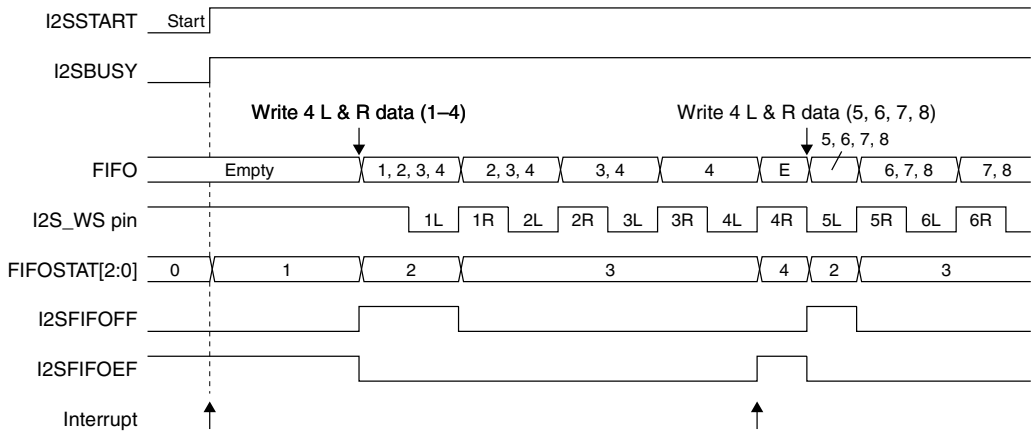 I2SSTART Start
I2SBUSY
Write 4 L & R data (1–4) Write 4 L & R data (5, 6, 7, 8)
5, 6, 7, 8
FIFO Empty 1, 2, 3, 4 2, 3, 4 3, 4 4 E 6, 7, 8 7, 8
I2S_WS pin 1L 1R 2L 2R 3L 3R 4L 4R 5L 5R 6L 6R
FIFOSTAT[2:0] 0 1 2 3 4 2 3
I2SFIFOFF
I2SFIFOEF
Interrupt